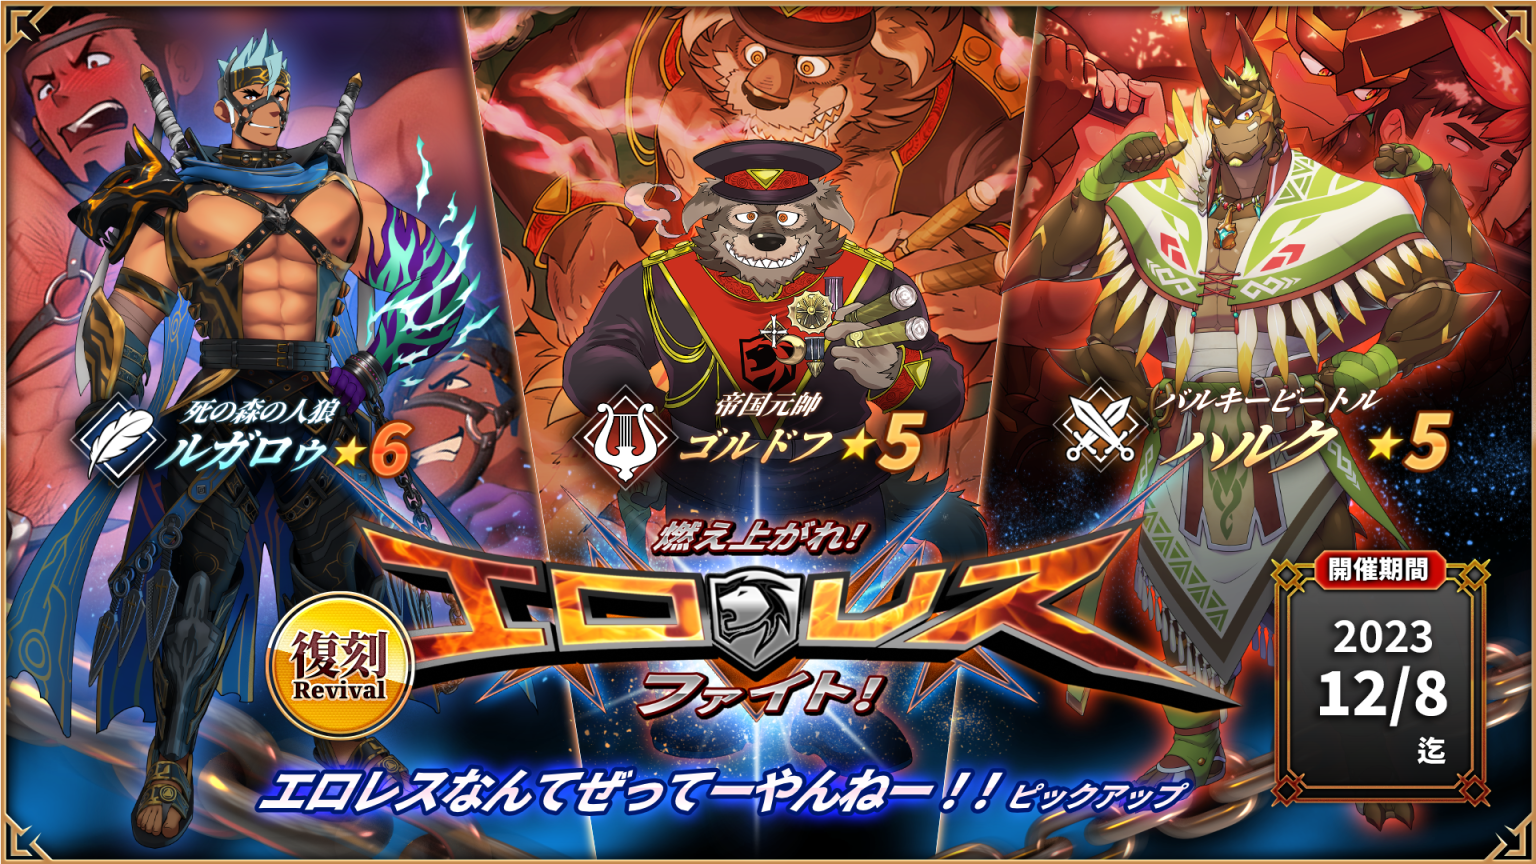 死の森の人狼
ルガロゥ★6
帝国元帥
ゴルドフ★5
バルキービートル
ハルク★5
燃え上がれ!
エロレス
ファイト!
復刻
Revival
エロレスなんてぜってーやんねー!!ピックアップ
開催期間
2023
12/8
迄